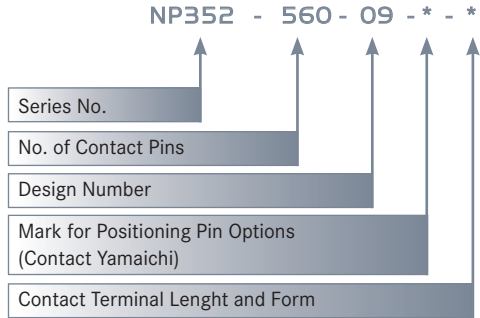 NP352 - 560 - 09 - * - *
Series No.
No. of Contact Pins
Design Number
Mark for Positioning Pin Options
(Contact Yamaichi)
Contact Terminal Lenght and Form